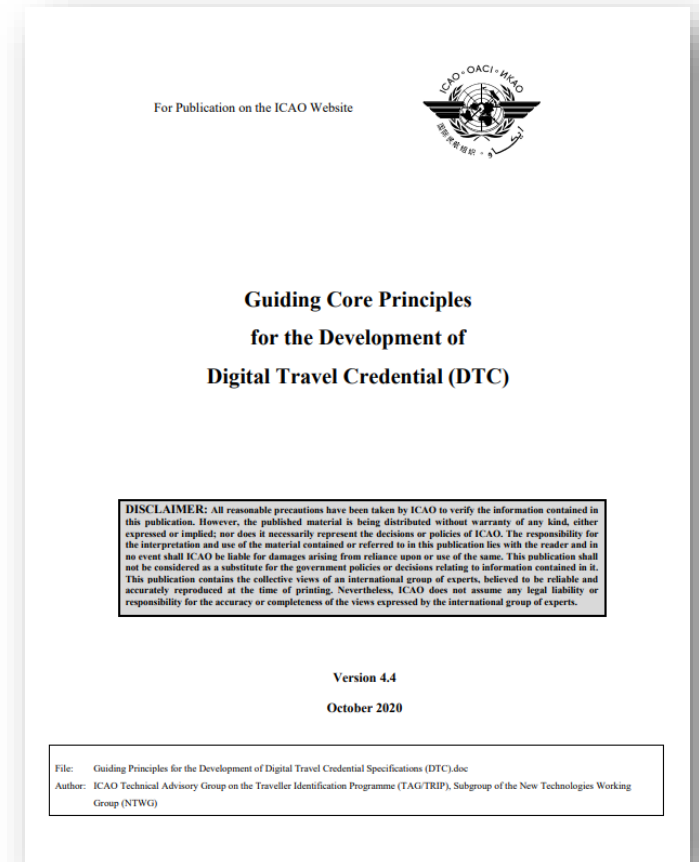 For Publication on the ICAO Website
ICAO · OACI · ИКАО
国际民航组织 · إيكاو
Guiding Core Principles
for the Development of
Digital Travel Credential (DTC)
DISCLAIMER: All reasonable precautions have been taken by ICAO to verify the information contained in
this publication. However, the published material is being distributed without warranty of any kind, either
expressed or implied; nor does it necessarily represent the decisions or policies of ICAO. The responsibility for
the interpretation and use of the material contained or referred to in this publication lies with the reader and in
no event shall ICAO be liable for damages arising from reliance upon or use of the same. This publication shall
not be considered as a substitute for the government policies or decisions relating to information contained in it.
This publication contains the collective views of an international group of experts, believed to be reliable and
accurately reproduced at the time of printing. Nevertheless, ICAO does not assume any legal liability or
responsibility for the accuracy or completeness of the views expressed by the international group of experts.
Version 4.4
October 2020
File: Guiding Principles for the Development of Digital Travel Credential Specifications (DTC).doc
Author: ICAO Technical Advisory Group on the Traveller Identification Programme (TAG/TRIP), Subgroup of the New Technologies Working
Group (NTWG)